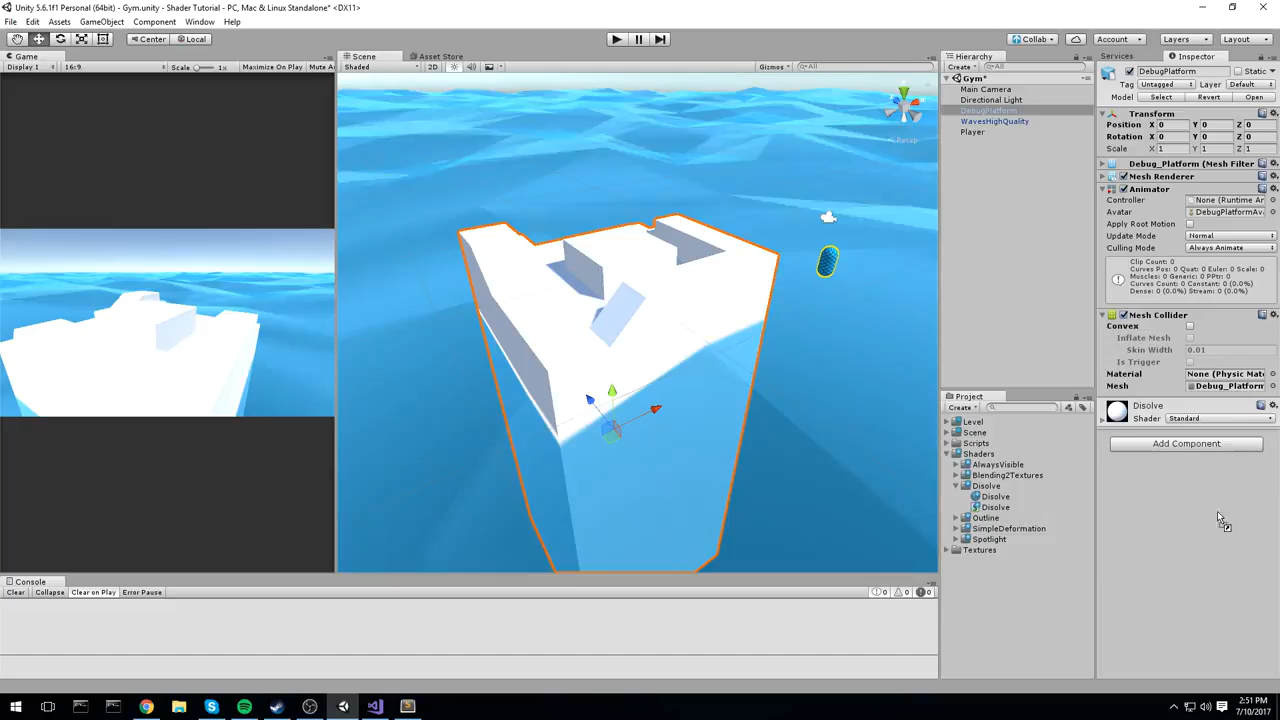 Unity 5.6.1f1 Personal (64bit) - Gym.unity - Shader Tutorial - PC, Mac & Linux Standalone* <DX11>
File Edit Assets GameObject Component Window Help
Center Local
Collab Account Layers Layout
Game
Display 1 16:9 Scale 1x Maximize On Play Mute Au
Scene Asset Store
Shaded 2D Gizmos All
Persp
Hierarchy
Create All
Gym*
Main Camera
Directional Light
DebugPlatform
WavesHighQuality
Player
Project
Create
Level
Scene
Scripts
Shaders
AlwaysVisible
Blending2Textures
Disolve
Disolve
Disolve
Outline
SimpleDeformation
Spotlight
Textures
Services Inspector
DebugPlatform Static
Tag Untagged Layer Default
Model Select Revert Open
Transform
Position X 0 Y 0 Z 0
Rotation X 0 Y 0 Z 0
Scale X 1 Y 1 Z 1
Debug_Platform (Mesh Filter
Mesh Renderer
Animator
Controller None (Runtime Ar
Avatar DebugPlatformAv
Apply Root Motion
Update Mode Normal
Culling Mode Always Animate
Clip Count: 0
Curves Pos: 0 Quat: 0 Euler: 0 Scale: 0
Muscles: 0 Generic: 0 PPtr: 0
Curves Count: 0 Constant: 0 (0.0%)
Dense: 0 (0.0%) Stream: 0 (0.0%)
Mesh Collider
Convex
Inflate Mesh
Skin Width 0.01
Is Trigger
Material None (Physic Mate
Mesh Debug_Platform
Disolve
Shader Standard
Add Component
Console
Clear Collapse Clear on Play Error Pause
0 0 0
2:51 PM
7/10/2017